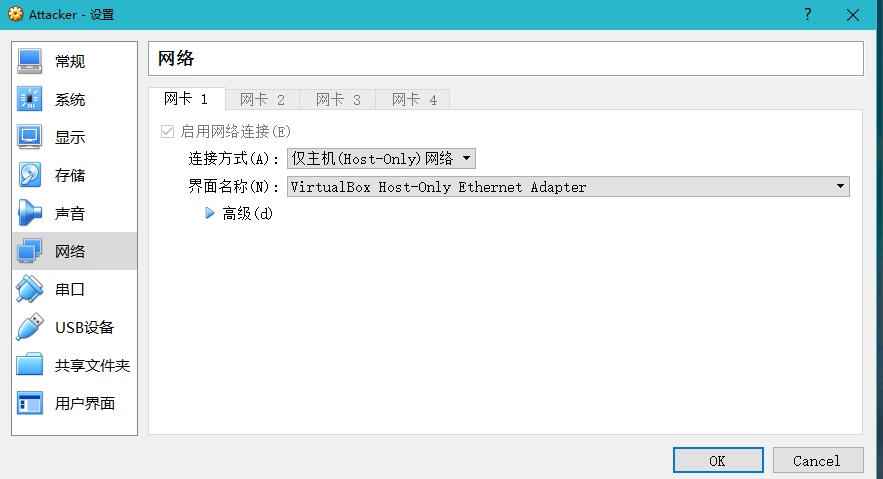 Attacker - 设置
常规
系统
显示
存储
声音
网络
串口
USB设备
共享文件夹
用户界面
网络
网卡 1 网卡 2 网卡 3 网卡 4
启用网络连接(E)
连接方式(A): 仅主机(Host-Only)网络
界面名称(N): VirtualBox Host-Only Ethernet Adapter
高级(d)
OK Cancel